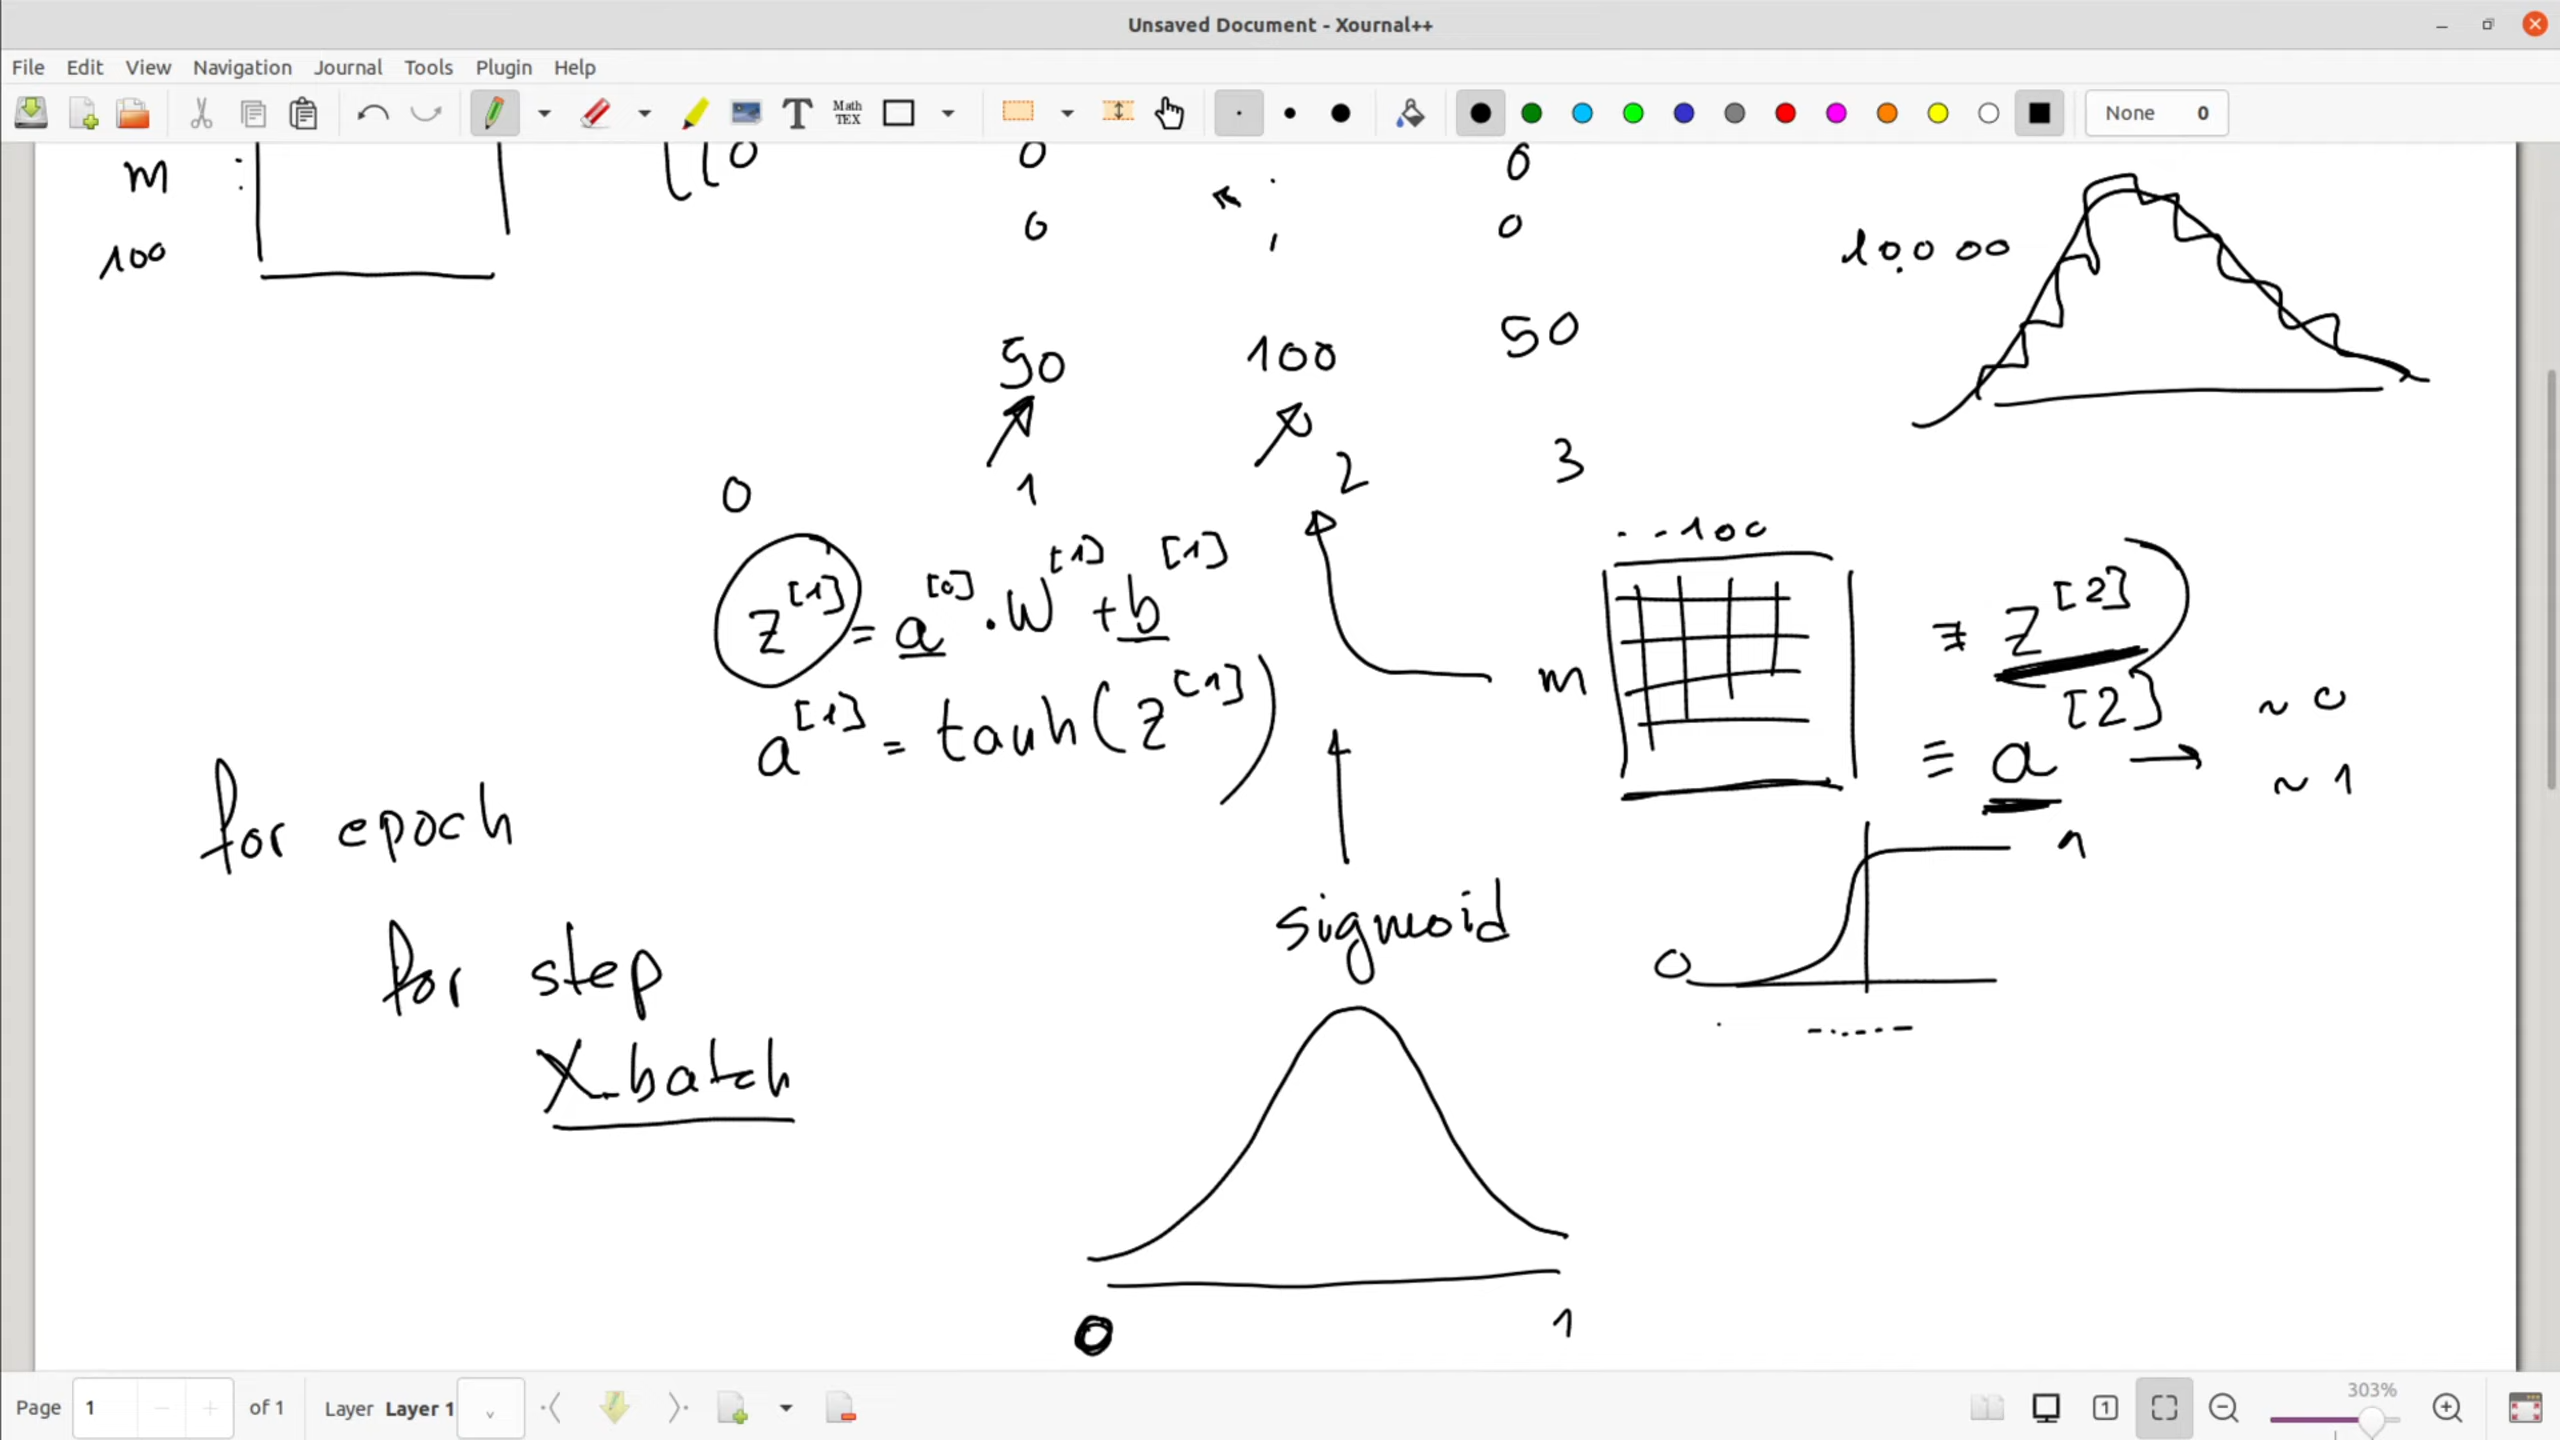 Unsaved Document - Xournal++
File Edit View Navigation Journal Tools Plugin Help
T Math TEX None 0
m : 0 0 0
100 0 0
10.000
50 100 50
0 1 2 3
- - 100
z[1] = a[0] . W[1] + b[1]
m
z[2]
a[1] = tanh(z[1])
≡ a[2] → ~ 0
~ 1
for epoch
1
for step
sigmoid
0
X_batch
0 1
Page 1 of 1 Layer Layer 1 303%